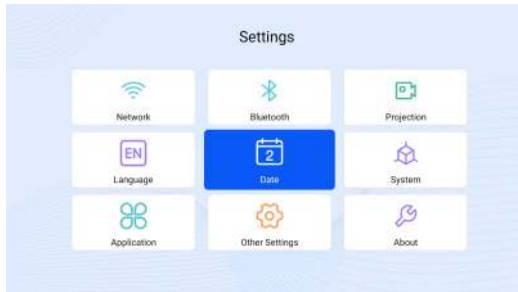 Settings
Network
Bluetooth
Projection
EN
Language
2
Date
System
Application
Other Settings
About